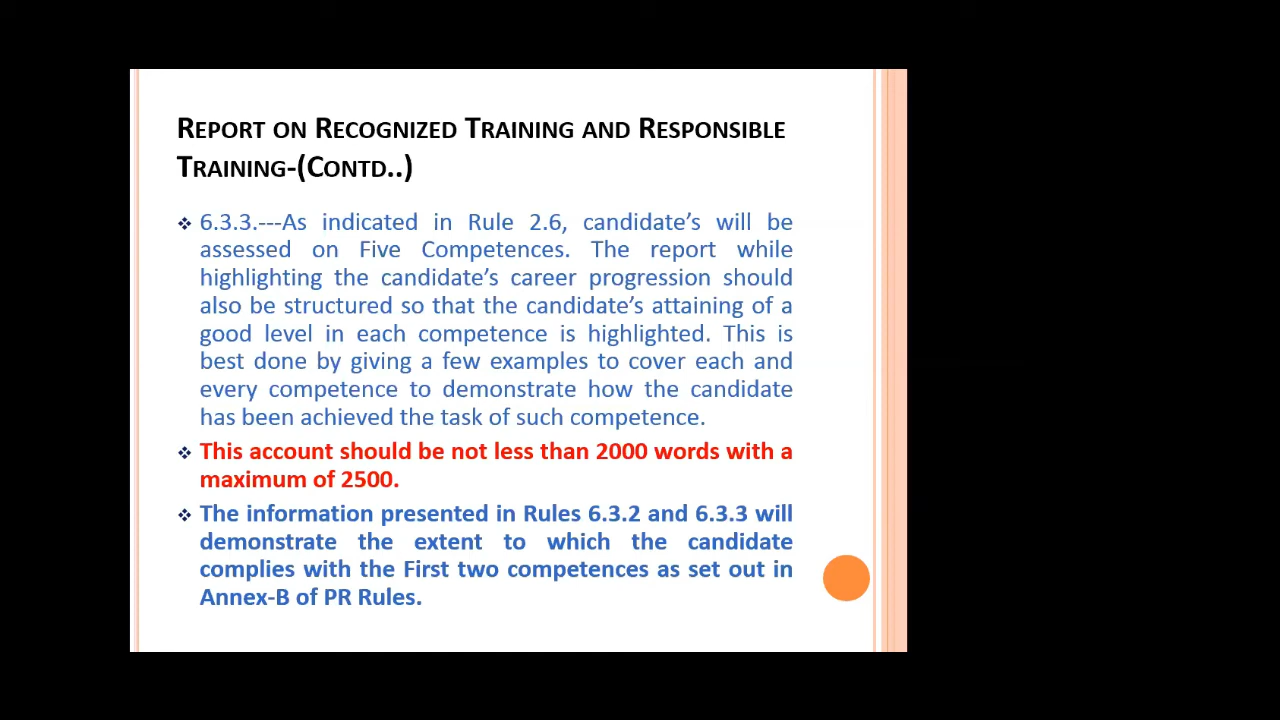 REPORT ON RECOGNIZED TRAINING AND RESPONSIBLE
TRAINING-(CONTD..)
❖ 6.3.3.---As indicated in Rule 2.6, candidate's will be
assessed on Five Competences. The report while
highlighting the candidate's career progression should
also be structured so that the candidate's attaining of a
good level in each competence is highlighted. This is
best done by giving a few examples to cover each and
every competence to demonstrate how the candidate
has been achieved the task of such competence.
❖ This account should be not less than 2000 words with a
maximum of 2500.
❖ The information presented in Rules 6.3.2 and 6.3.3 will
demonstrate the extent to which the candidate
complies with the First two competences as set out in
Annex-B of PR Rules.